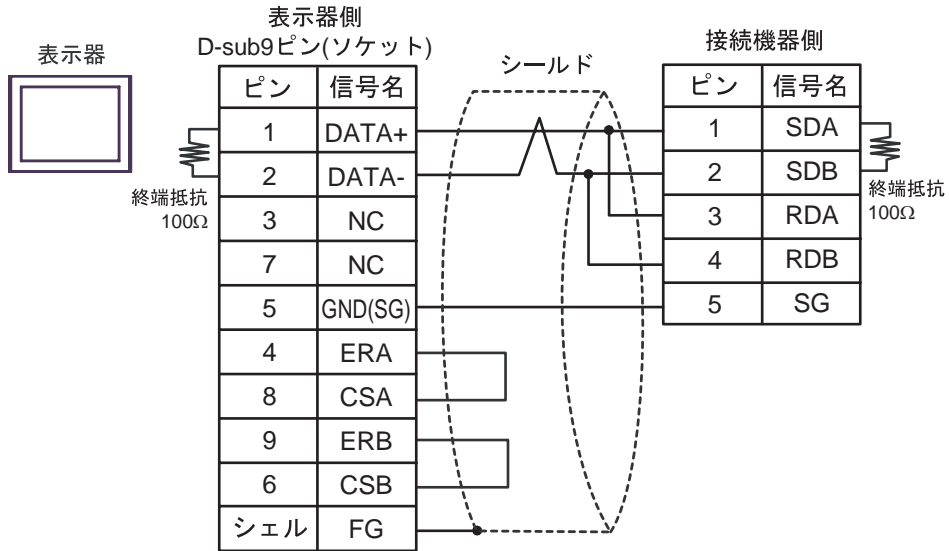 表示器
表示器側
D-sub9ピン(ソケット)
ピン 信号名
1 DATA+
2 DATA-
3 NC
7 NC
5 GND(SG)
4 ERA
8 CSA
9 ERB
6 CSB
シェル FG
終端抵抗
100Ω
シールド
接続機器側
ピン 信号名
1 SDA
2 SDB
3 RDA
4 RDB
5 SG
終端抵抗
100Ω